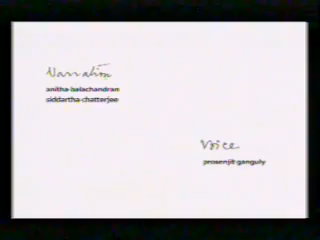 Narration
anitha balachandran
siddartha chatterjee
Voice
prosenjit ganguly